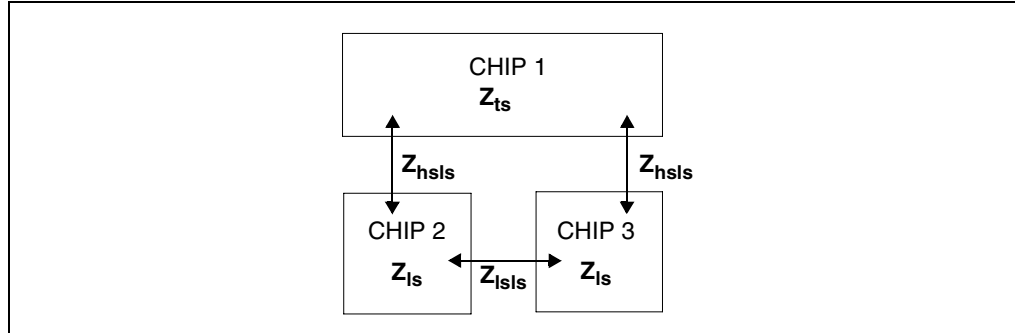 CHIP 1
Zts
Zhsls Zhsls
CHIP 2 CHIP 3
Zls Zlsls Zls